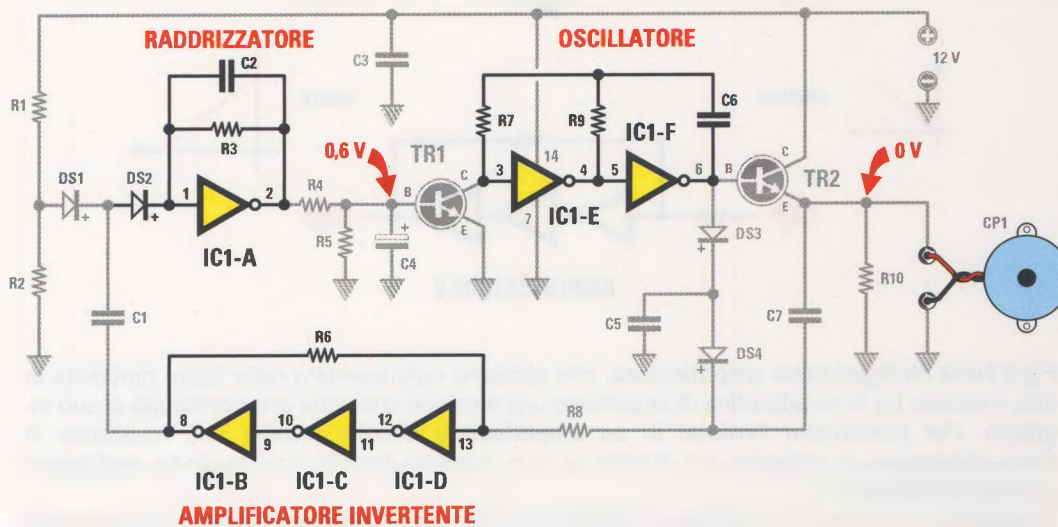 RADDRIZZATORE
OSCILLATORE
C2
C3
12 V
R1
R3
R7
R9
C6
IC1-F
0,6 V
TR1
0 V
DS1
DS2
1
2
R4
B
C
E
3
14
4
5
6
B
C
E
TR2
7
IC1-E
CP1
IC1-A
R5
C4
DS3
R2
R10
C1
C5
C7
R6
DS4
8
9
10
11
12
13
R8
IC1-B
IC1-C
IC1-D
AMPLIFICATORE INVERTENTE